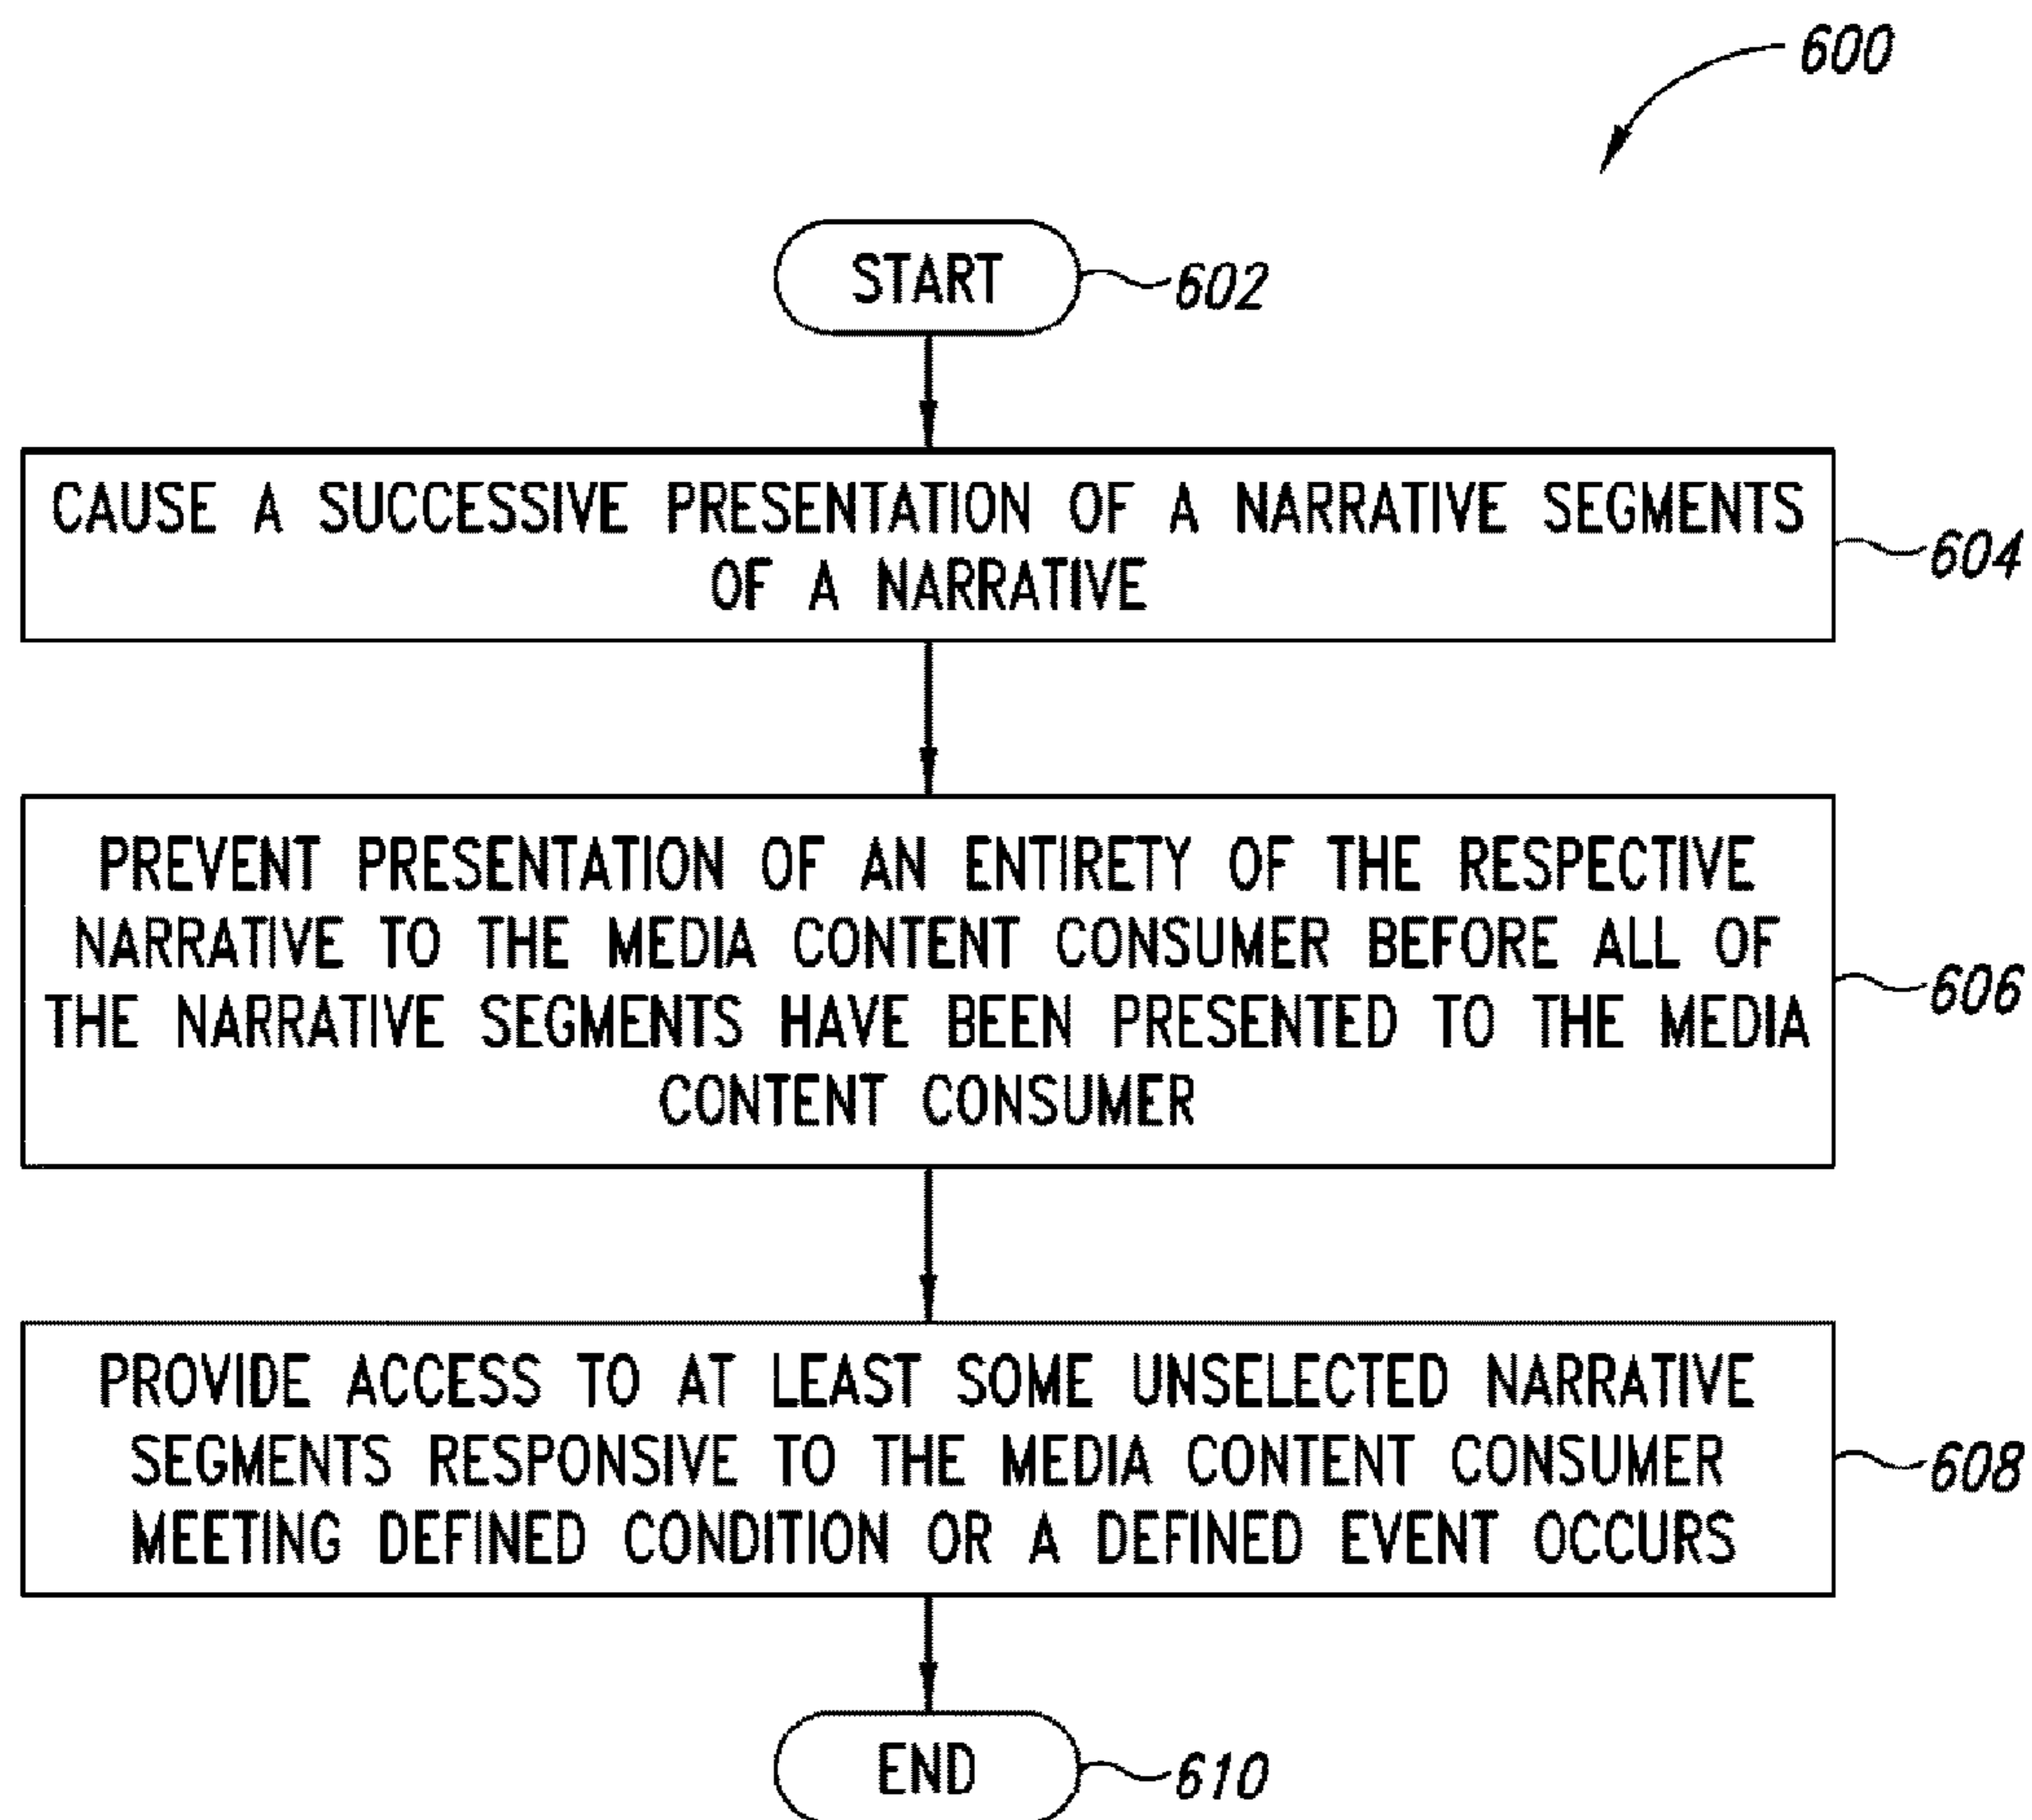 600
START
602
CAUSE A SUCCESSIVE PRESENTATION OF A NARRATIVE SEGMENTS
OF A NARRATIVE
604
PREVENT PRESENTATION OF AN ENTIRETY OF THE RESPECTIVE
NARRATIVE TO THE MEDIA CONTENT CONSUMER BEFORE ALL OF
THE NARRATIVE SEGMENTS HAVE BEEN PRESENTED TO THE MEDIA
CONTENT CONSUMER
606
PROVIDE ACCESS TO AT LEAST SOME UNSELECTED NARRATIVE
SEGMENTS RESPONSIVE TO THE MEDIA CONTENT CONSUMER
MEETING DEFINED CONDITION OR A DEFINED EVENT OCCURS
608
END
610